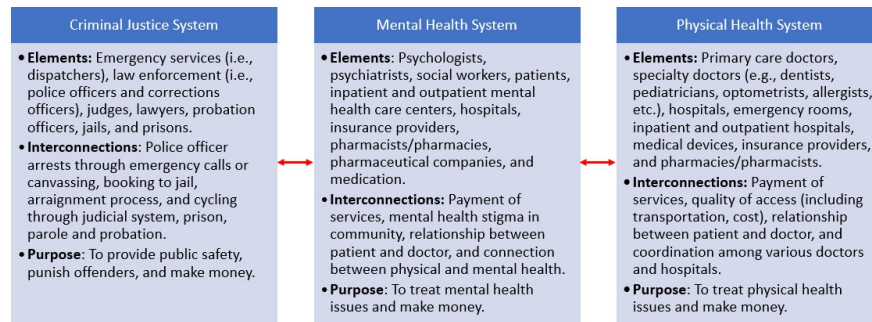 Criminal Justice System
• Elements: Emergency services (i.e.,
dispatchers), law enforcement (i.e.,
police officers and corrections
officers), judges, lawyers, probation
officers, jails, and prisons.
• Interconnections: Police officer
arrests through emergency calls or
canvassing, booking to jail,
arraignment process, and cycling
through judicial system, prison,
parole and probation.
• Purpose: To provide public safety,
punish offenders, and make money.
Mental Health System
• Elements: Psychologists,
psychiatrists, social workers, patients,
inpatient and outpatient mental
health care centers, hospitals,
insurance providers,
pharmacists/pharmacies,
pharmaceutical companies, and
medication.
• Interconnections: Payment of
services, mental health stigma in
community, relationship between
patient and doctor, and connection
between physical and mental health.
• Purpose: To treat mental health
issues and make money.
Physical Health System
• Elements: Primary care doctors,
specialty doctors (e.g., dentists,
pediatricians, optometrists, allergists,
etc.), hospitals, emergency rooms,
inpatient and outpatient hospitals,
medical devices, insurance providers,
and pharmacies/pharmacists.
• Interconnections: Payment of
services, quality of access (including
transportation, cost), relationship
between patient and doctor, and
coordination among various doctors
and hospitals.
• Purpose: To treat physical health
issues and make money.